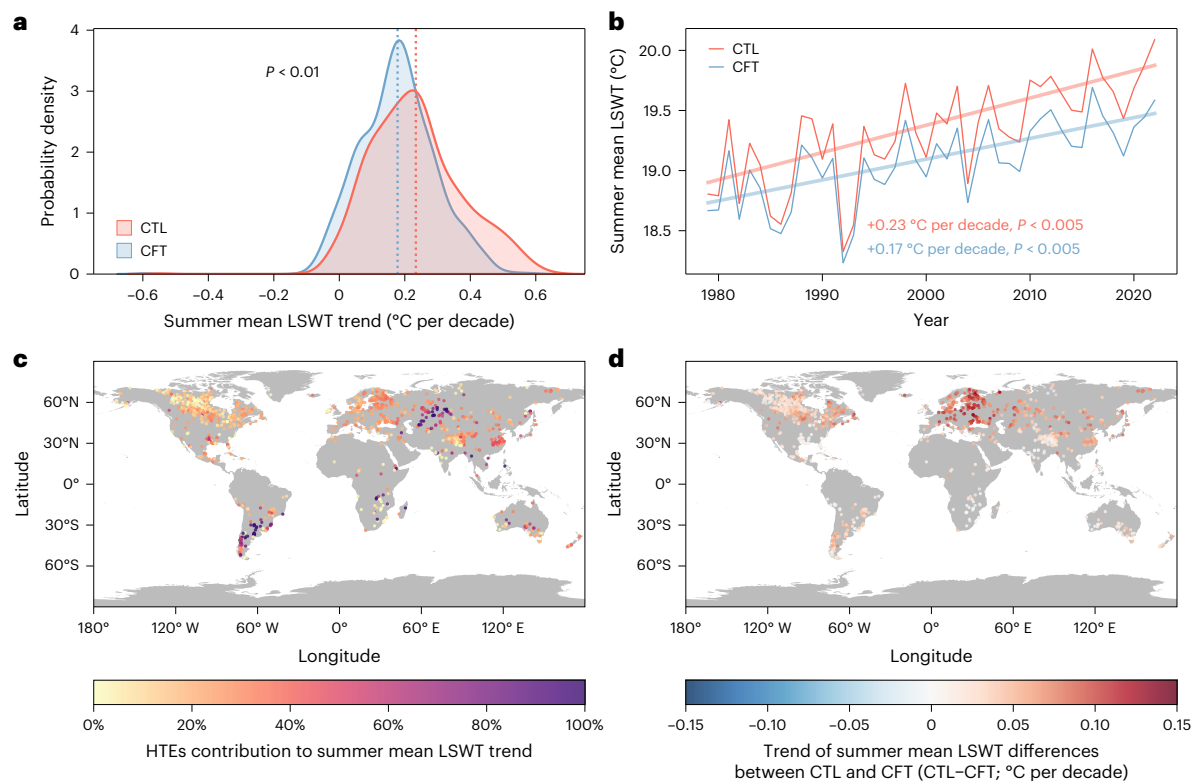 a
4
3
2
1
0
Probability density
P < 0.01
CTL
CFT
−0.6
−0.4
−0.2
0
0.2
0.4
0.6
Summer mean LSWT trend (°C per decade)
b
20.0
19.5
19.0
18.5
Summer mean LSWT (°C)
CTL
CFT
+0.23 °C per decade, P < 0.005
+0.17 °C per decade, P < 0.005
1980
1990
2000
2010
2020
Year
c
60°N
30°N
0°
30°S
60°S
Latitude
180°
120° W
60° W
0°
60° E
120° E
Longitude
0%
20%
40%
60%
80%
100%
HTEs contribution to summer mean LSWT trend
d
60°N
30°N
0°
30°S
60°S
Latitude
180°
120° W
60° W
0°
60° E
120° E
Longitude
−0.15
−0.10
−0.05
0
0.05
0.10
0.15
Trend of summer mean LSWT differences
between CTL and CFT (CTL–CFT; °C per decade)